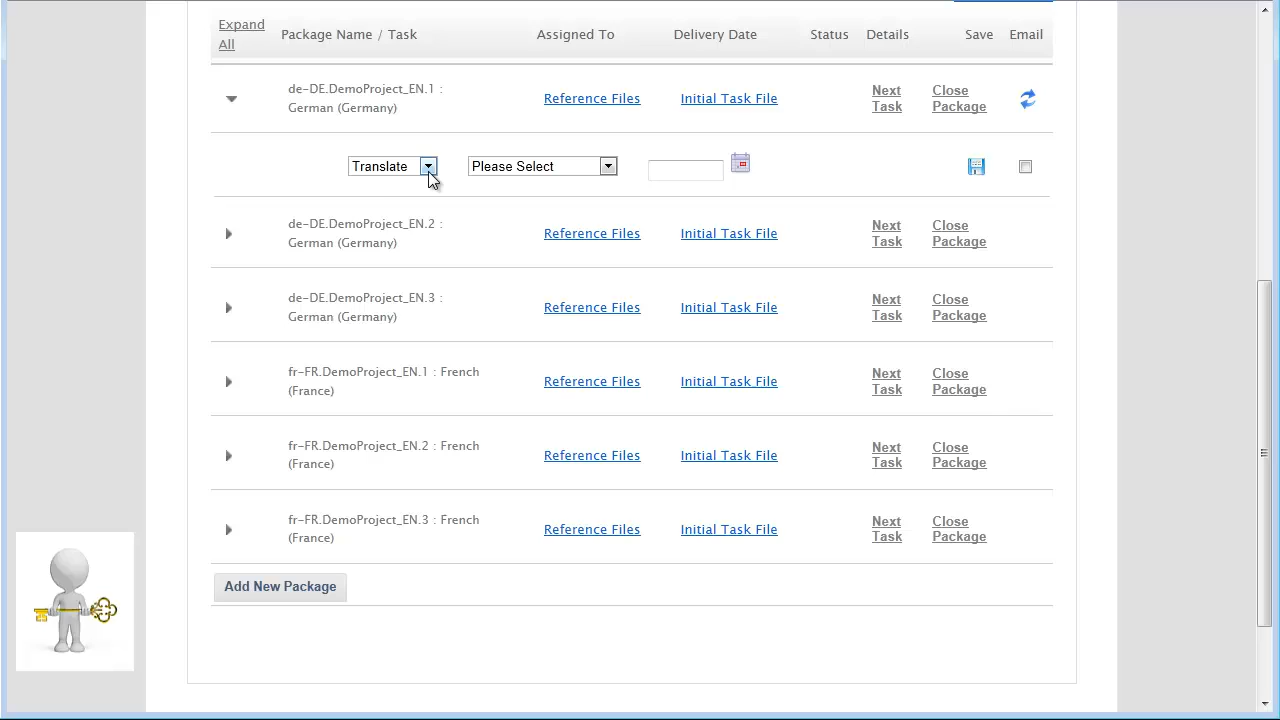 Expand All
Package Name / Task
Assigned To
Delivery Date
Status
Details
Save
Email
de-DE.DemoProject_EN.1 :
German (Germany)
Reference Files
Initial Task File
Next Task
Close Package
Translate
Please Select
de-DE.DemoProject_EN.2 :
German (Germany)
Reference Files
Initial Task File
Next Task
Close Package
de-DE.DemoProject_EN.3 :
German (Germany)
Reference Files
Initial Task File
Next Task
Close Package
fr-FR.DemoProject_EN.1 : French
(France)
Reference Files
Initial Task File
Next Task
Close Package
fr-FR.DemoProject_EN.2 : French
(France)
Reference Files
Initial Task File
Next Task
Close Package
fr-FR.DemoProject_EN.3 : French
(France)
Reference Files
Initial Task File
Next Task
Close Package
Add New Package